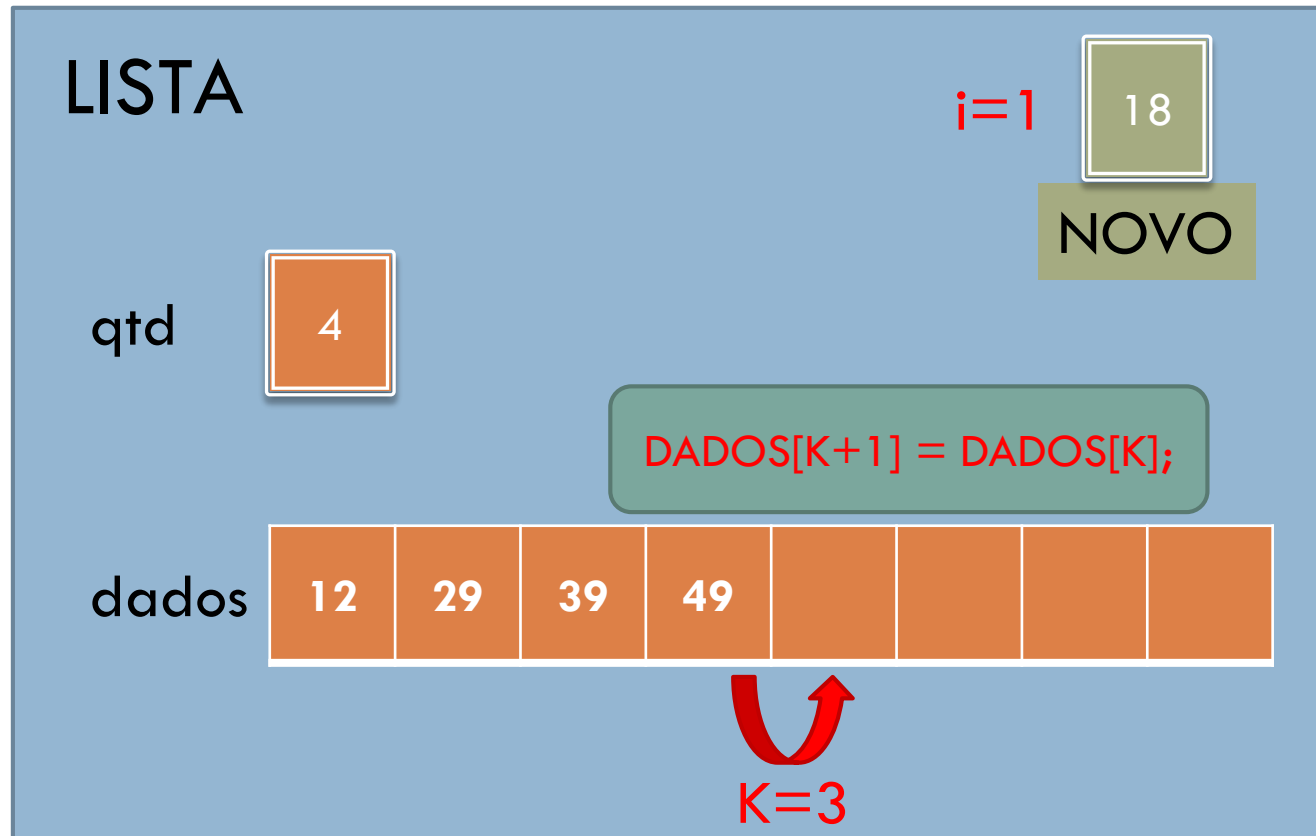 LISTA
i=1 18
NOVO
qtd 4
DADOS[K+1] = DADOS[K];
dados 12 29 39 49
K=3